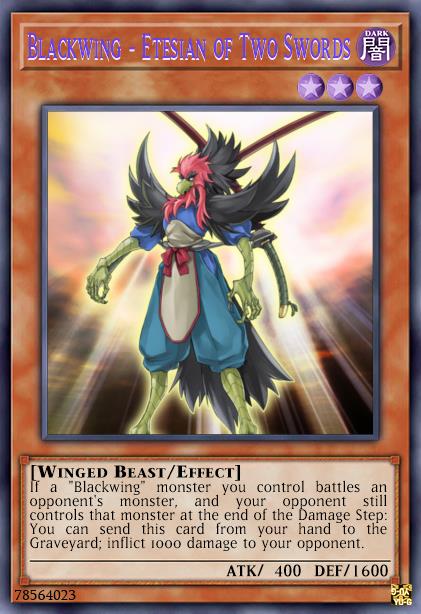 Blackwing - Etesian of Two Swords
DARK
闇
[Winged Beast/Effect]
If a "Blackwing" monster you control battles an
opponent's monster, and your opponent still
controls that monster at the end of the Damage Step:
You can send this card from your hand to the
Graveyard; inflict 1000 damage to your opponent.
ATK/ 400 DEF/1600
78564023